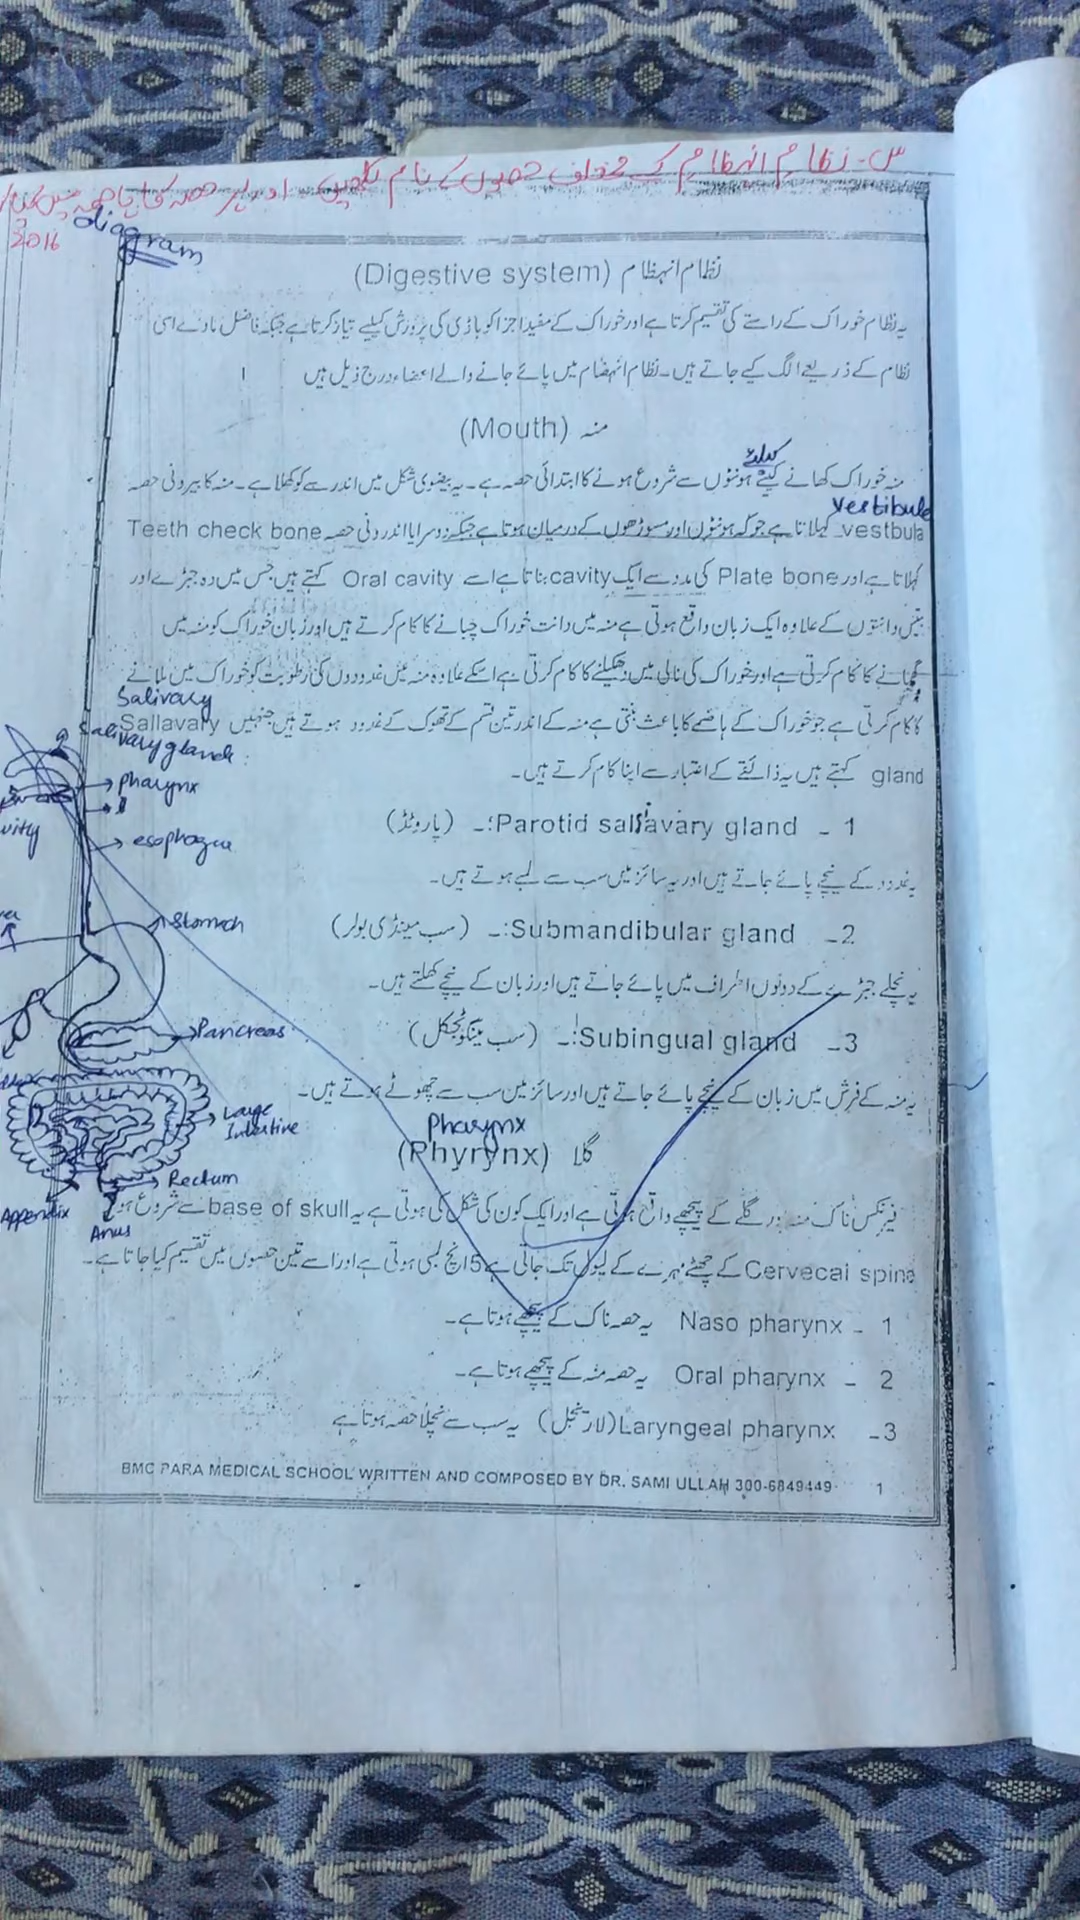 س۔ نظام انہظام کے مختلف حصوں کے نام لکھیں۔ اور ہر حصہ کا
2016
diagram
نظام انہظام (Digestive system)
یہ نظام خوراک کے راستے کی تقسیم کرتا ہے اور خوراک کے مفید اجزا کو باڈی کی پرورش کیلیے تیار کرتا ہے جبکہ فاضل مادے اسی
نظام کے ذریعے الگ کیے جاتے ہیں۔ نظام انہضام میں پائے جانے والے اعضاء درج ذیل ہیں
منہ (Mouth)
کیلئے
منہ خوراک کھانے کیئے ہونٹوں سے شروع ہونے کا ابتدائی حصہ ہے۔ یہ بیضوی شکل میں اندر سے کھلا ہے۔ منہ کا بیرونی حصہ
vestibule
vestbula کہلاتا ہے جو کہ ہونٹوں اور مسوڑھوں کے درمیان ہوتا ہے جبکہ دوسرا یا اندرونی حصہ Teeth check bone
کہلاتا ہے اور Plate bone کی مدد سے ایک cavity بناتا ہے اسے Oral cavity کہتے ہیں جس میں دہ جبڑے اور
بتیس دانتوں کے علاوہ ایک زبان واقع ہوتی ہے منہ میں دانت خوراک چبانے کا کام کرتے ہیں اور زبان خوراک کو منہ میں
گھمانے کا کام کرتی ہے اور خوراک کی نالی میں دھکیلنے کا کام کرتی ہے اسکے علاوہ منہ میں غدودوں کی رطوبت کو خوراک میں ملانے
Salivary
کا کام کرتی ہے جو خوراک کے ہاضمے کا باعث بنتی ہے منہ کے اندر تین قسم کے تھوک کے غدود ہوتے ہیں جنہیں Sallavary
gland کہتے ہیں یہ ذائقے کے اعتبار سے اپنا کام کرتے ہیں۔
1 - Parotid sallavary gland:۔ (پاروٹڈ)
یہ غدود کے نیچے پائے جاتے ہیں اور یہ سائز میں سب سے لمبے ہوتے ہیں۔
2- Submandibular gland:۔ (سب مینڈی بولر)
یہ نچلے جبڑے کے دونوں اطراف میں پائے جاتے ہیں اور زبان کے نیچے کھلتے ہیں۔
3- Subingual gland:۔
یہ منہ کے فرش میں زبان کے نیچے پائے جاتے ہیں اور سائز میں سب سے چھوٹے ہوتے ہیں۔
Pharynx
گلا (Phyrynx)
فیرنکس ناک منہ اور گلے کے پیچھے واقع ہوتی ہے اور ایک کون کی شکل کی ہوتی ہے یہ base of skull سے شروع ہو
Cervecal spine کے چھٹے مہرے کے لیول تک جاتی ہے 5 انچ لمبی ہوتی ہے اور اسے تین حصوں میں تقسیم کیا جاتا ہے۔
1 - Naso pharynx یہ حصہ ناک کے پیچھے ہوتا ہے۔
2 - Oral pharynx یہ حصہ منہ کے پیچھے ہوتا ہے۔
3- Laryngeal pharynx (لارنجل) یہ سب سے نچلا حصہ ہوتا ہے
BMC PARA MEDICAL SCHOOL WRITTEN AND COMPOSED BY DR. SAMI ULLAH 300-6849449 1
Salivary glands
pharynx
vity
esophague
Stomach
Pancreas
Large
Intestine
Rectum
Appendix
Anus